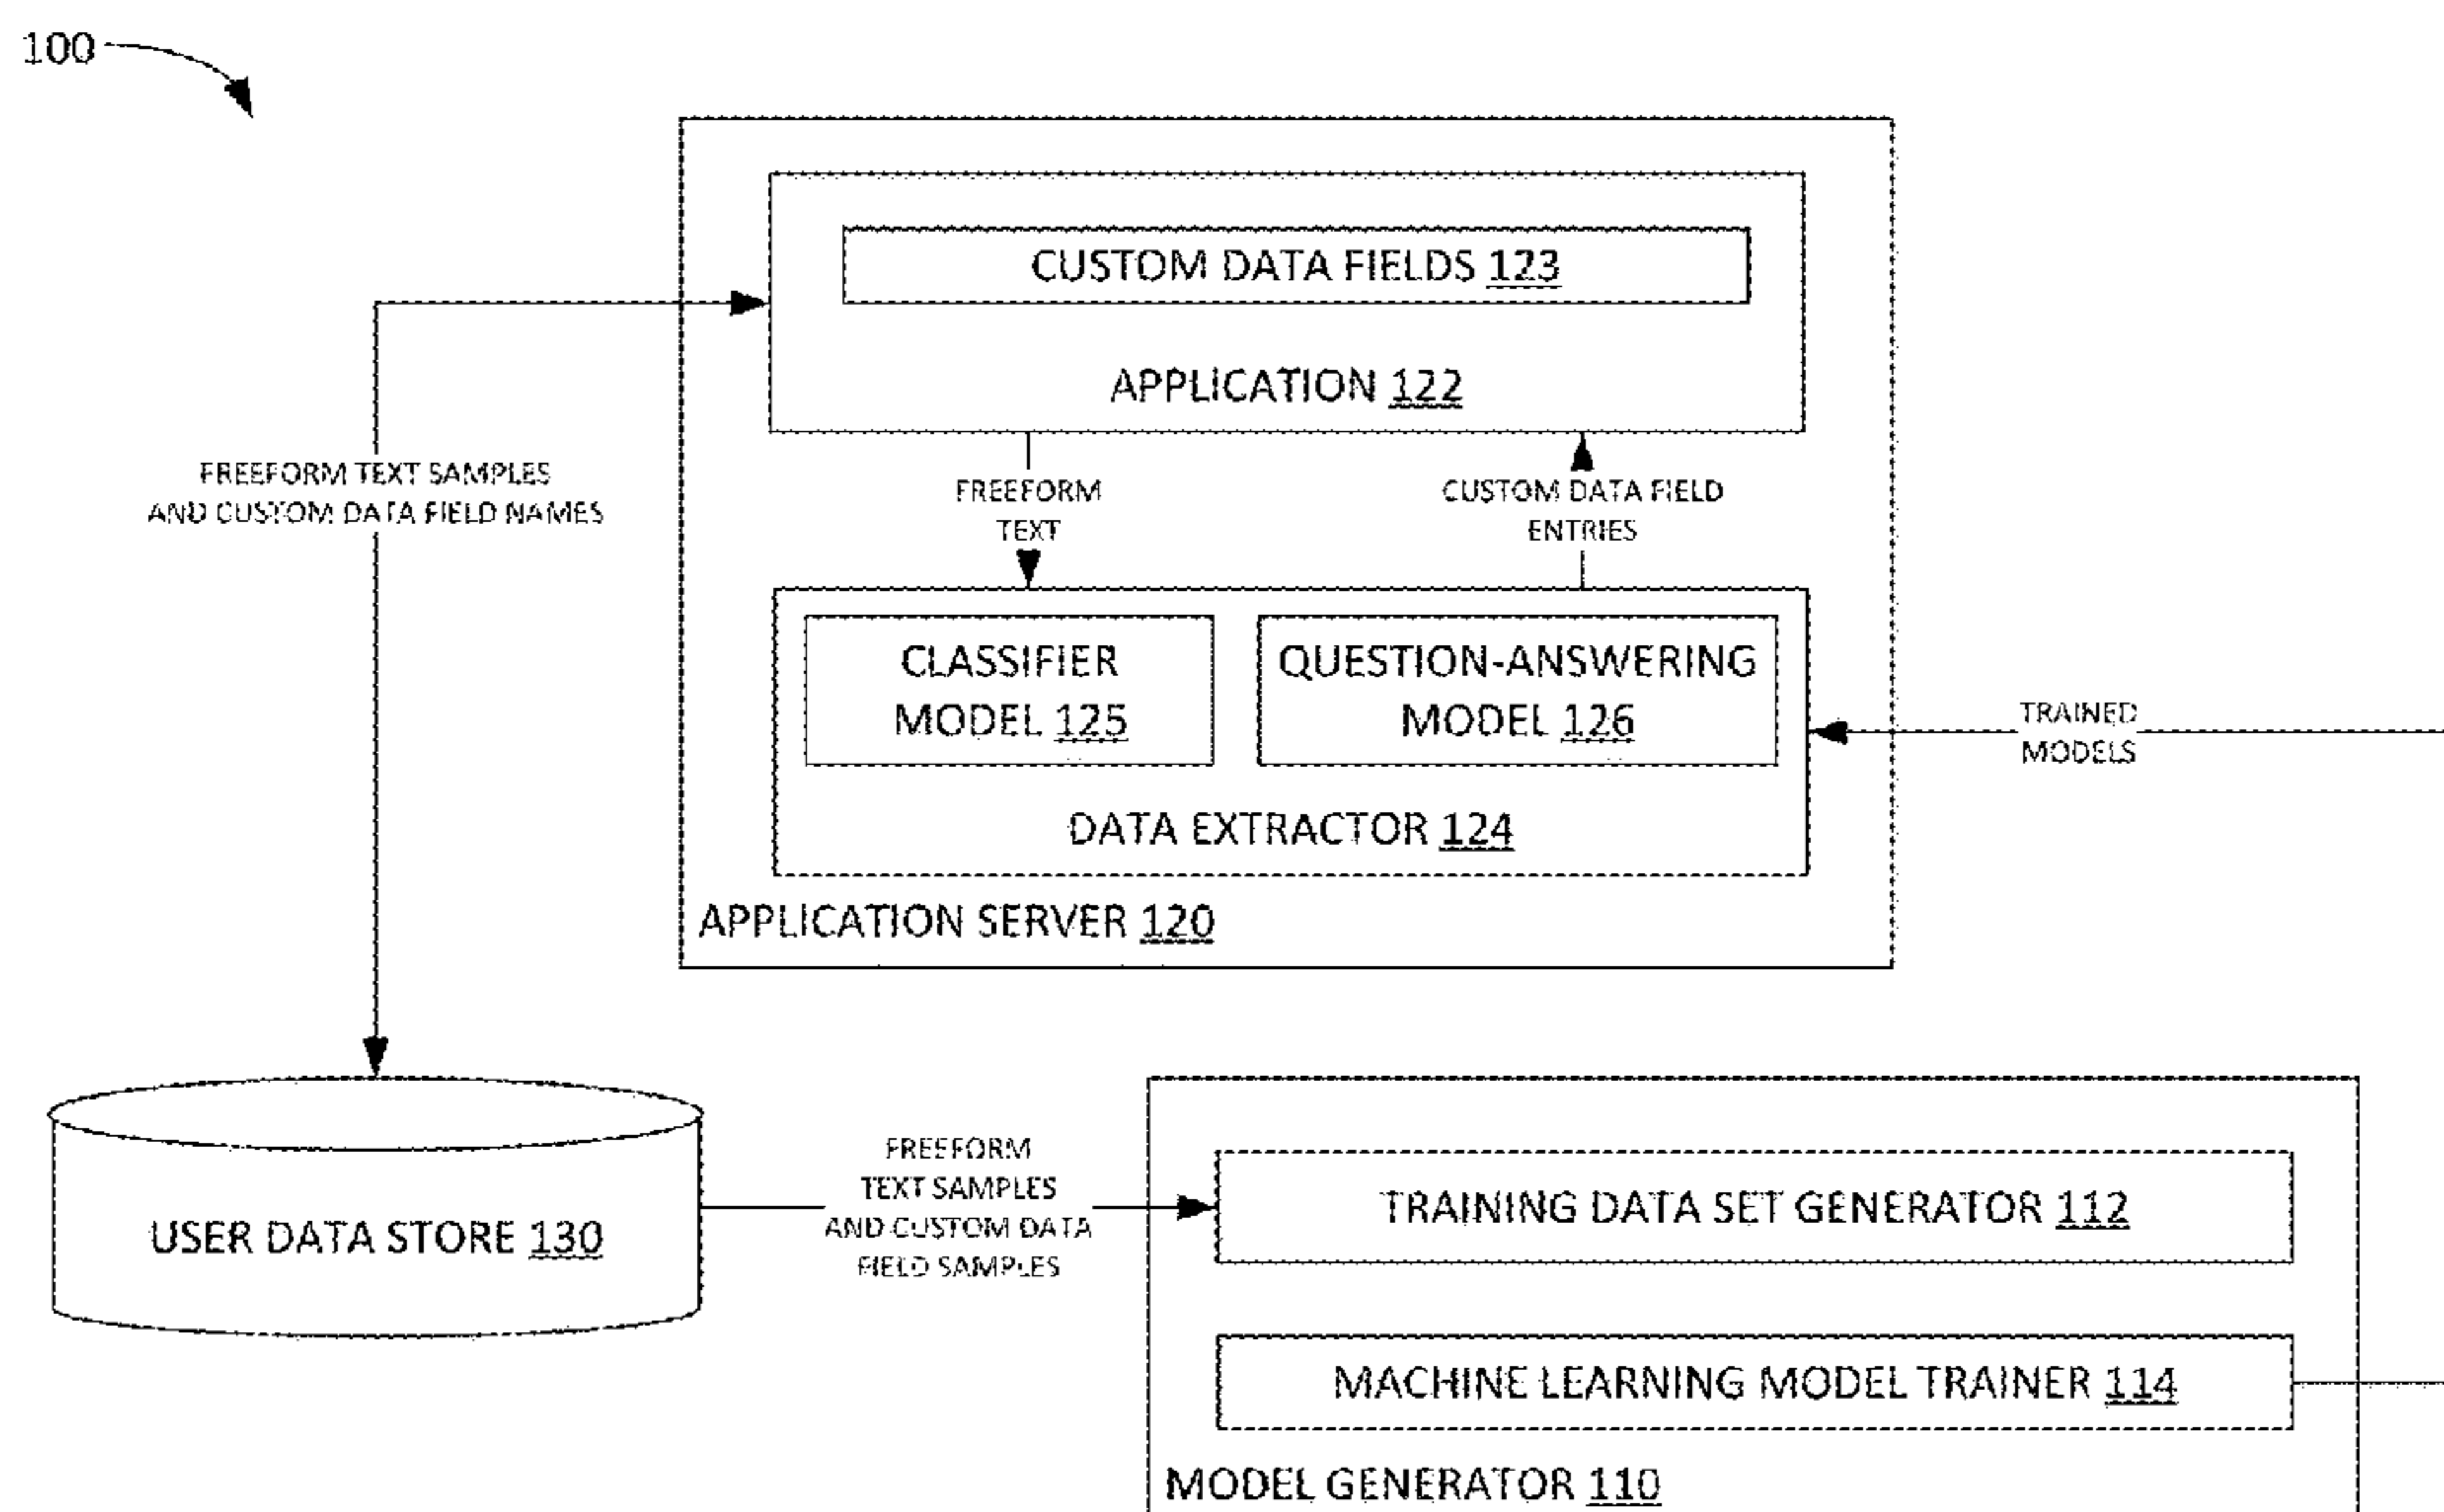 100
CUSTOM DATA FIELDS 123
APPLICATION 122
FREEFORM TEXT SAMPLES
AND CUSTOM DATA FIELD NAMES
FREEFORM
TEXT
CUSTOM DATA FIELD
ENTRIES
CLASSIFIER
MODEL 125
QUESTION-ANSWERING
MODEL 126
TRAINED
MODELS
DATA EXTRACTOR 124
APPLICATION SERVER 120
USER DATA STORE 130
FREEFORM
TEXT SAMPLES
AND CUSTOM DATA
FIELD SAMPLES
TRAINING DATA SET GENERATOR 112
MACHINE LEARNING MODEL TRAINER 114
MODEL GENERATOR 110